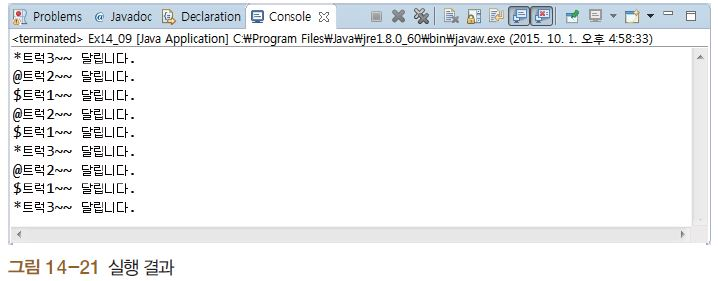 Problems @ Javadoc Declaration Console
<terminated> Ex14_09 [Java Application] C:₩Program Files₩Java₩jre1.8.0_60₩bin₩javaw.exe (2015. 10. 1. 오후 4:58:33)
*트럭3~~ 달립니다.
@트럭2~~ 달립니다.
$트럭1~~ 달립니다.
@트럭2~~ 달립니다.
$트럭1~~ 달립니다.
*트럭3~~ 달립니다.
@트럭2~~ 달립니다.
$트럭1~~ 달립니다.
*트럭3~~ 달립니다.
그림 14-21 실행 결과